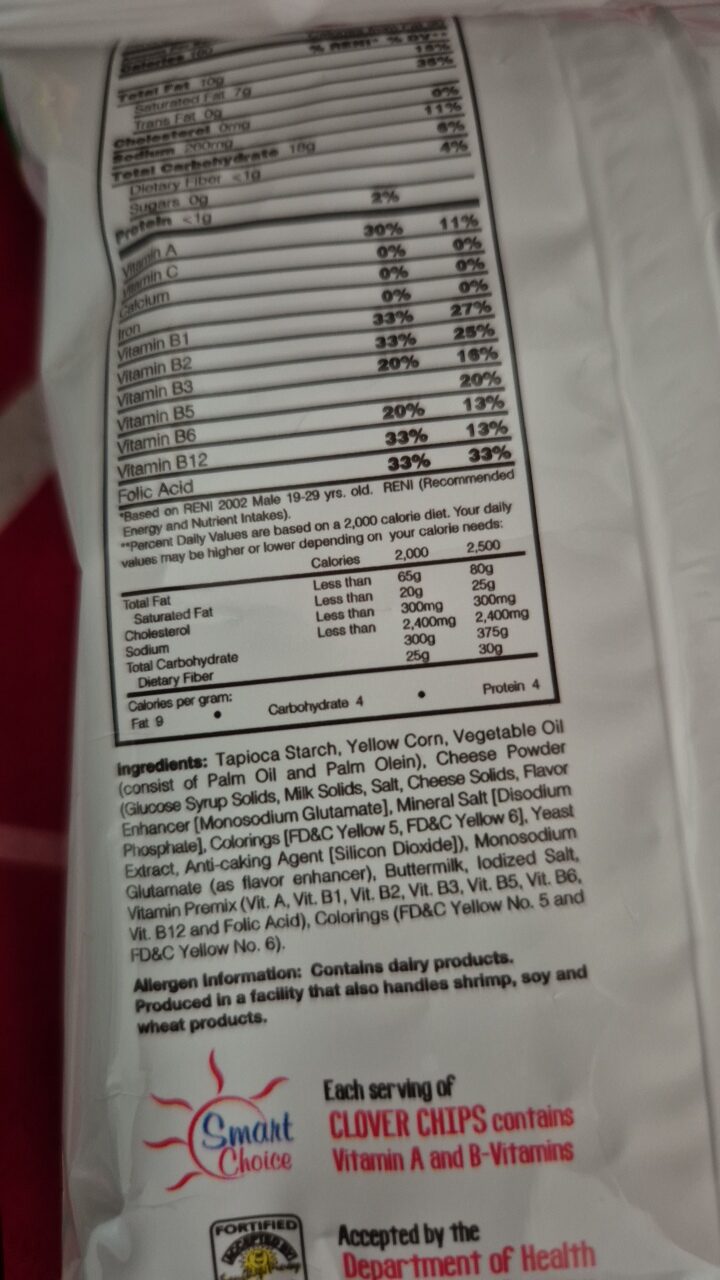 Calories 160
% RENI* % DV**
Total Fat 10g 15%
Saturated Fat 7g 35%
Trans Fat 0g
Cholesterol 0mg 0%
Sodium 260mg 11%
Total Carbohydrate 18g 6%
Dietary Fiber <1g 4%
Sugars 0g
Protein <1g 2%
Vitamin A 30% 11%
Vitamin C 0% 0%
Calcium 0% 0%
Iron 0% 0%
Vitamin B1 33% 27%
Vitamin B2 33% 25%
Vitamin B3 20% 16%
Vitamin B5 20%
Vitamin B6 20% 13%
Vitamin B12 33% 13%
Folic Acid 33% 33%
*Based on RENI 2002 Male 19-29 yrs. old. RENI (Recommended
Energy and Nutrient Intakes).
**Percent Daily Values are based on a 2,000 calorie diet. Your daily
values may be higher or lower depending on your calorie needs:
Calories 2,000 2,500
Total Fat Less than 65g 80g
Saturated Fat Less than 20g 25g
Cholesterol Less than 300mg 300mg
Sodium Less than 2,400mg 2,400mg
Total Carbohydrate 300g 375g
Dietary Fiber 25g 30g
Calories per gram:
Fat 9 • Carbohydrate 4 • Protein 4
Ingredients: Tapioca Starch, Yellow Corn, Vegetable Oil
(consist of Palm Oil and Palm Olein), Cheese Powder
(Glucose Syrup Solids, Milk Solids, Salt, Cheese Solids, Flavor
Enhancer [Monosodium Glutamate], Mineral Salt [Disodium
Phosphate], Colorings [FD&C Yellow 5, FD&C Yellow 6], Yeast
Extract, Anti-caking Agent [Silicon Dioxide]), Monosodium
Glutamate (as flavor enhancer), Buttermilk, Iodized Salt,
Vitamin Premix (Vit. A, Vit. B1, Vit. B2, Vit. B3, Vit. B5, Vit. B6,
Vit. B12 and Folic Acid), Colorings (FD&C Yellow No. 5 and
FD&C Yellow No. 6).
Allergen Information: Contains dairy products.
Produced in a facility that also handles shrimp, soy and
wheat products.
Smart
Choice
Each serving of
CLOVER CHIPS contains
Vitamin A and B-Vitamins
FORTIFIED
Accepted by the
Department of Health